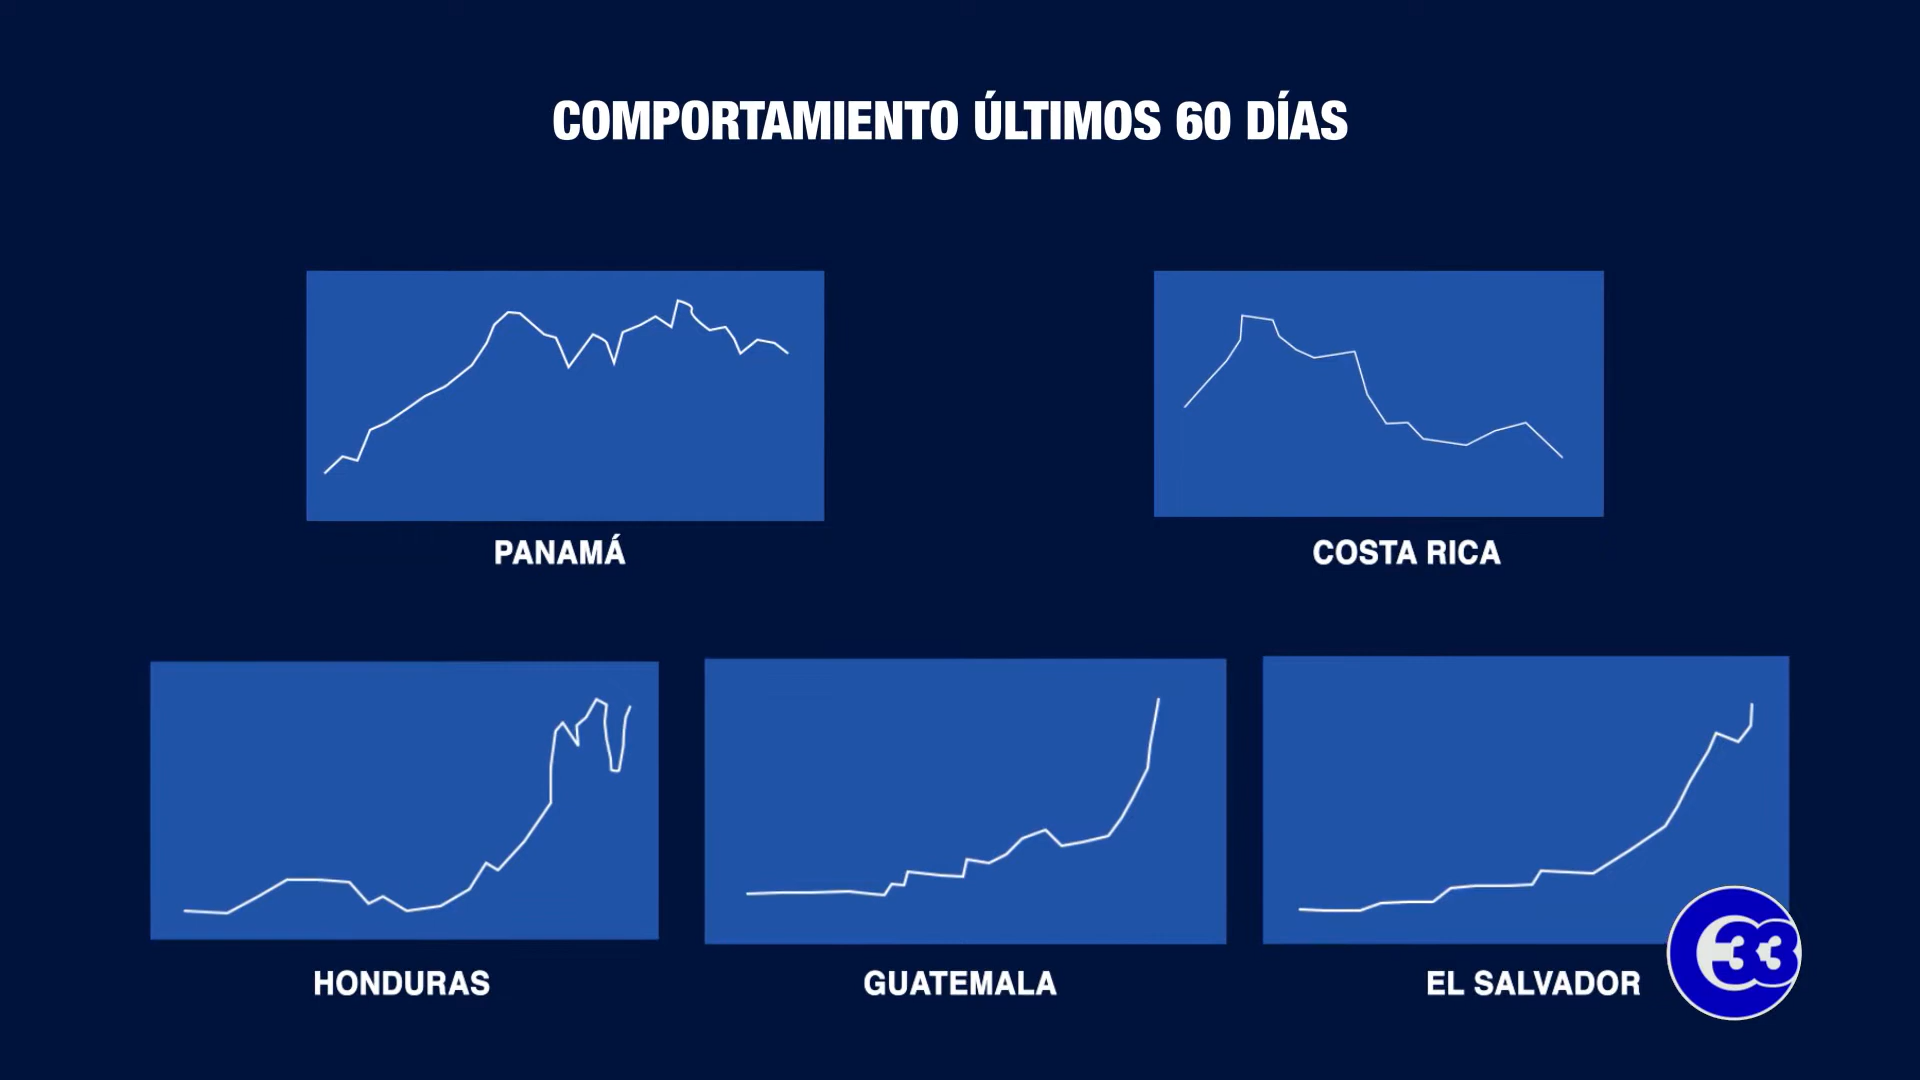 COMPORTAMIENTO ÚLTIMOS 60 DÍAS
PANAMÁ
COSTA RICA
HONDURAS
GUATEMALA
EL SALVADOR
33